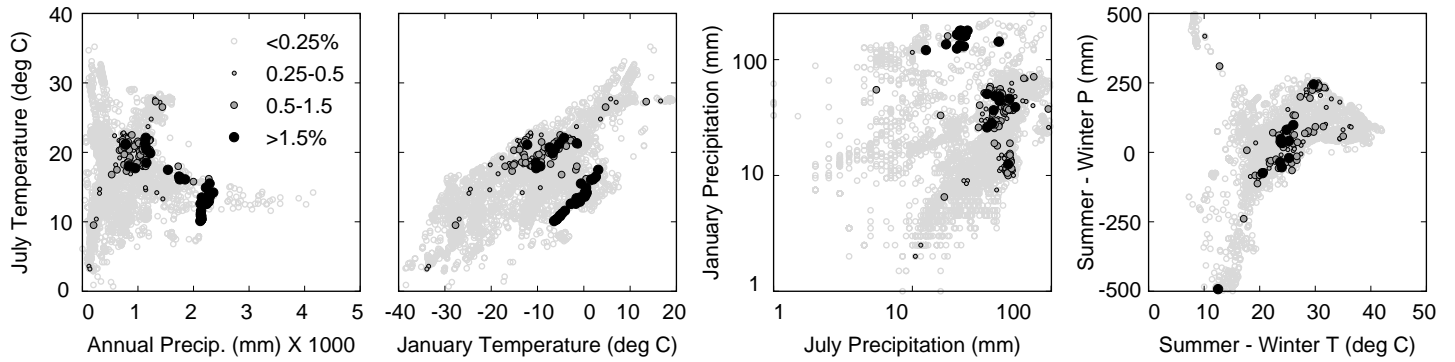 July Temperature (deg C)
40
30
20
10
0
<0.25%
0.25-0.5
0.5-1.5
>1.5%
0 1 2 3 4 5
Annual Precip. (mm) X 1000
-40 -30 -20 -10 0 10 20
January Temperature (deg C)
January Precipitation (mm)
100
10
1
1 10 100
July Precipitation (mm)
Summer - Winter P (mm)
500
250
0
-250
-500
0 10 20 30 40 50
Summer - Winter T (deg C)